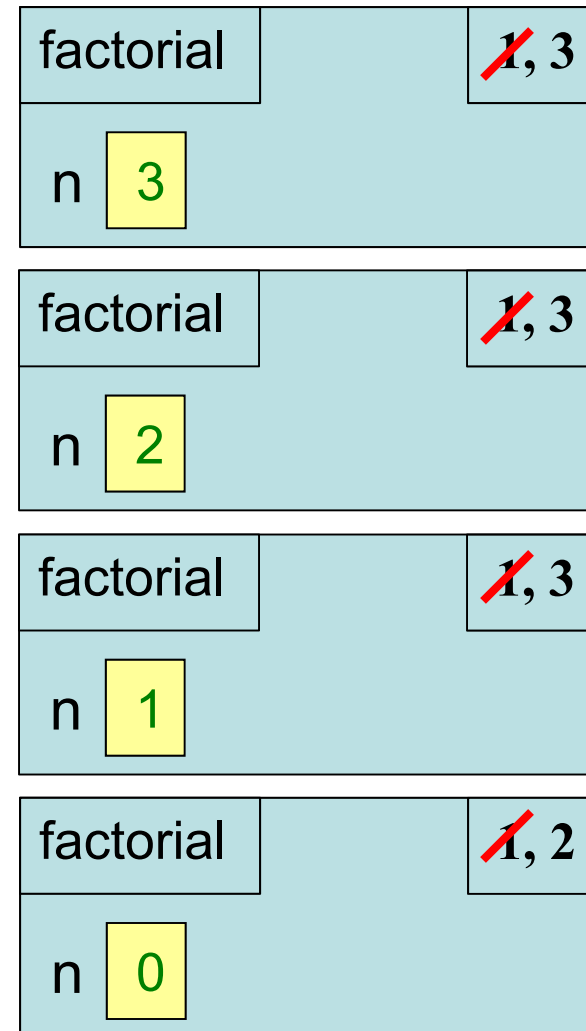 factorial 1, 3
n 3
factorial 1, 3
n 2
factorial 1, 3
n 1
factorial 1, 2
n 0